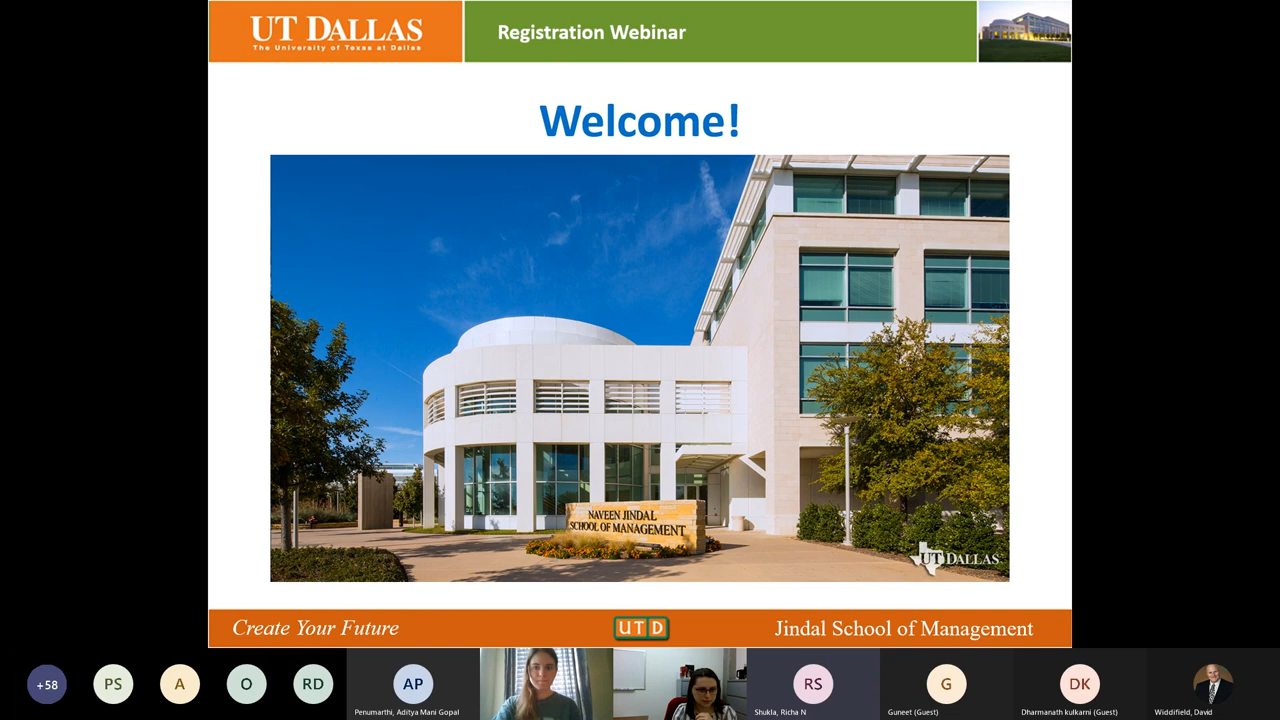 UT DALLAS
The University of Texas at Dallas
Registration Webinar
Welcome!
NAVEEN JINDAL
SCHOOL OF MANAGEMENT
UT DALLAS
Create Your Future
UTD
Jindal School of Management
+58
PS
A
O
RD
AP
Penumarthi, Aditya Mani Gopal
RS
Shukla, Richa N
G
Guneet (Guest)
DK
Dharmanath kulkarni (Guest)
Widdifield, David